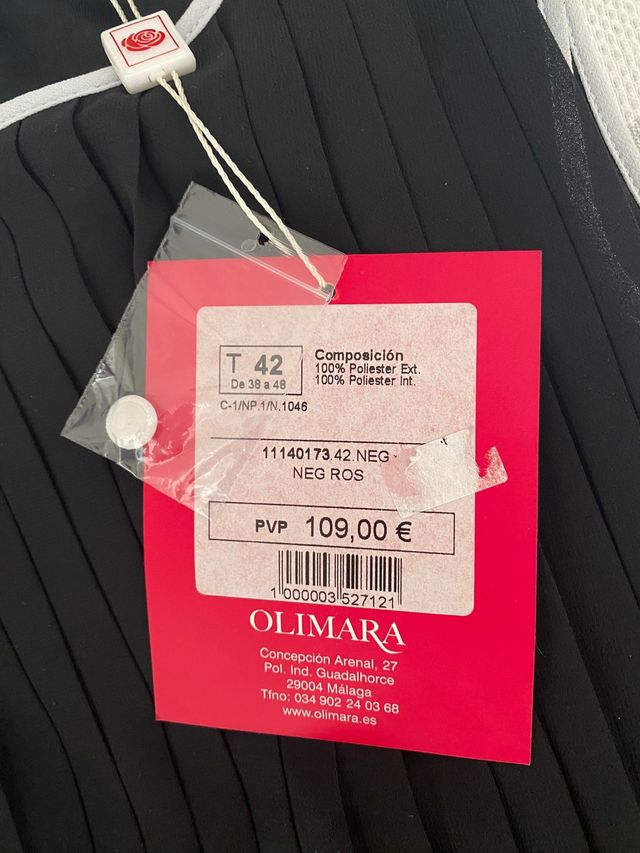 T 42
De 38 a 48
Composición
100% Poliester Ext.
100% Poliester Int.
C-1/NP.1/N.1046
11140173.42.NEG -
NEG ROS
PVP 109,00 €
1 000003 527121
OLIMARA
Concepción Arenal, 27
Pol. Ind. Guadalhorce
29004 Málaga
Tfno: 034 902 24 03 68
www.olimara.es